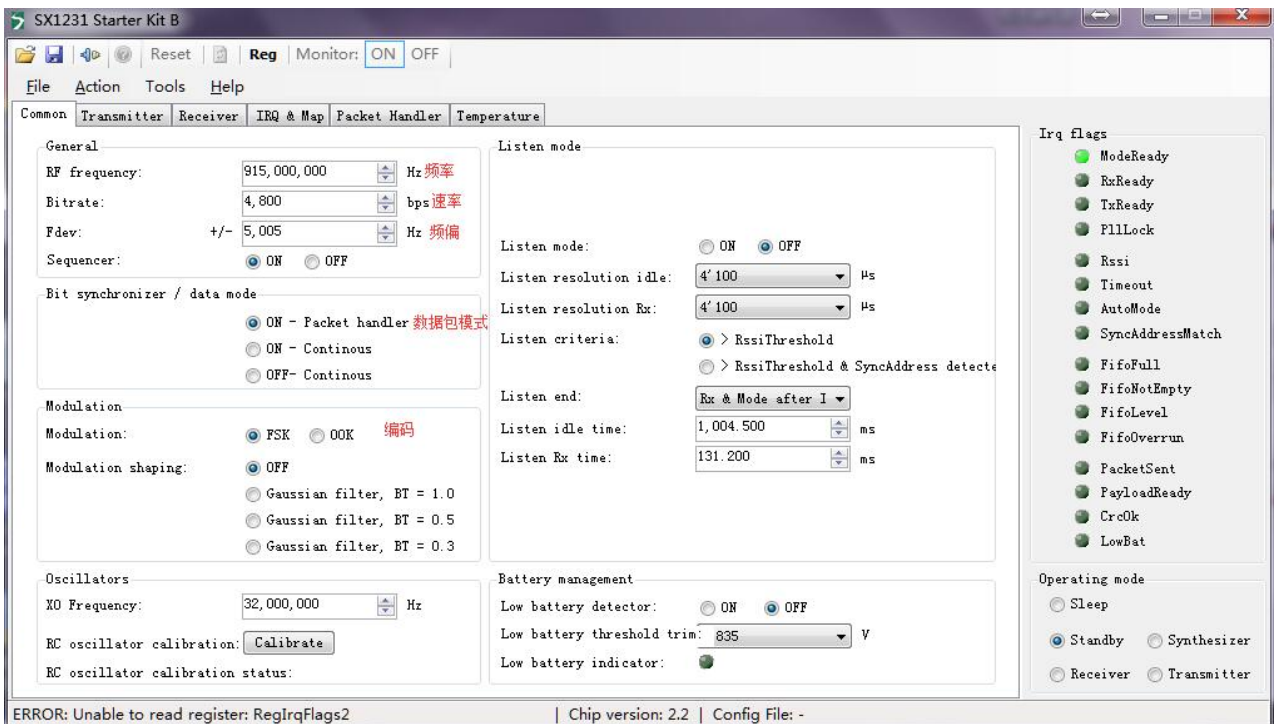 SX1231 Starter Kit B
Reset Reg Monitor: ON OFF
File Action Tools Help
Common Transmitter Receiver IRQ & Map Packet Handler Temperature
General
RF frequency: 915,000,000 Hz 频率
Bitrate: 4,800 bps 速率
Fdev: +/- 5,005 Hz 频偏
Sequencer: ON OFF
Bit synchronizer / data mode
ON - Packet handler 数据包模式
ON - Continous
OFF- Continous
Modulation
Modulation: FSK OOK 编码
Modulation shaping: OFF
Gaussian filter, BT = 1.0
Gaussian filter, BT = 0.5
Gaussian filter, BT = 0.3
Oscillators
XO Frequency: 32,000,000 Hz
RC oscillator calibration: Calibrate
RC oscillator calibration status:
Listen mode
Listen mode: ON OFF
Listen resolution idle: 4'100 µs
Listen resolution Rx: 4'100 µs
Listen criteria: > RssiThreshold
> RssiThreshold & SyncAddress detecte
Listen end: Rx & Mode after I
Listen idle time: 1,004.500 ms
Listen Rx time: 131.200 ms
Battery management
Low battery detector: ON OFF
Low battery threshold trim: 835 V
Low battery indicator:
Irq flags
ModeReady
RxReady
TxReady
PllLock
Rssi
Timeout
AutoMode
SyncAddressMatch
FifoFull
FifoNotEmpty
FifoLevel
FifoOverrun
PacketSent
PayloadReady
CrcOk
LowBat
Operating mode
Sleep
Standby Synthesizer
Receiver Transmitter
ERROR: Unable to read register: RegIrqFlags2 | Chip version: 2.2 | Config File: -